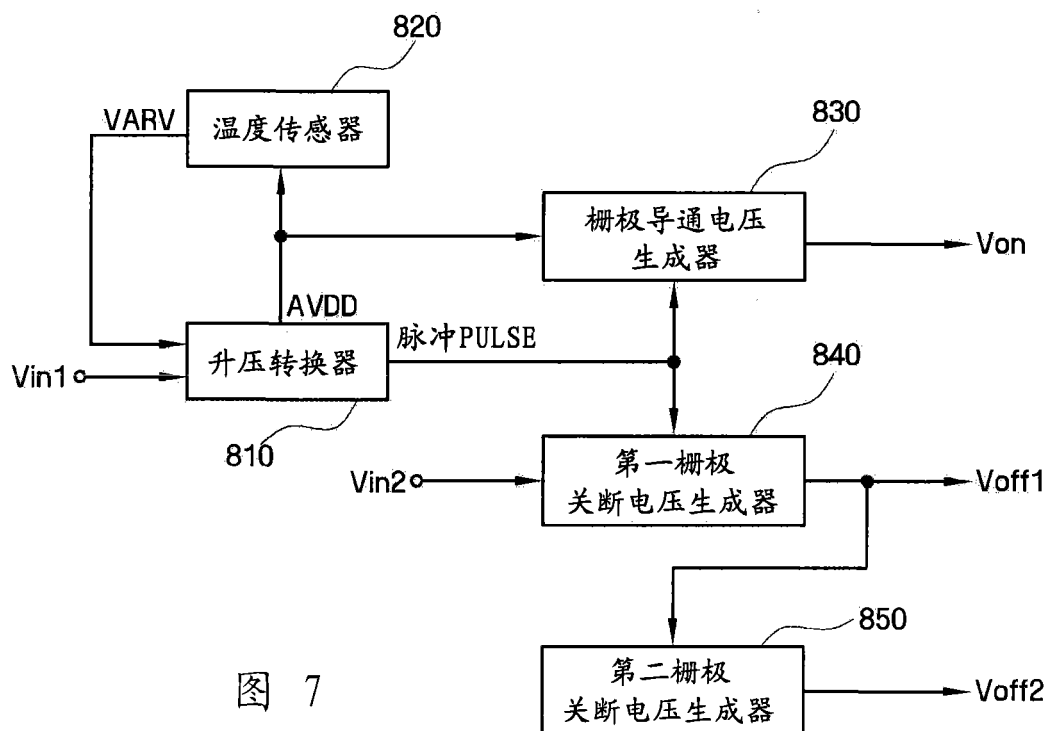 820
VARV
温度传感器
830
栅极导通电压
生成器
Von
AVDD
脉冲PULSE
升压转换器
Vin1
810
840
Vin2
第一栅极
关断电压生成器
Voff1
850
第二栅极
关断电压生成器
Voff2
图 7